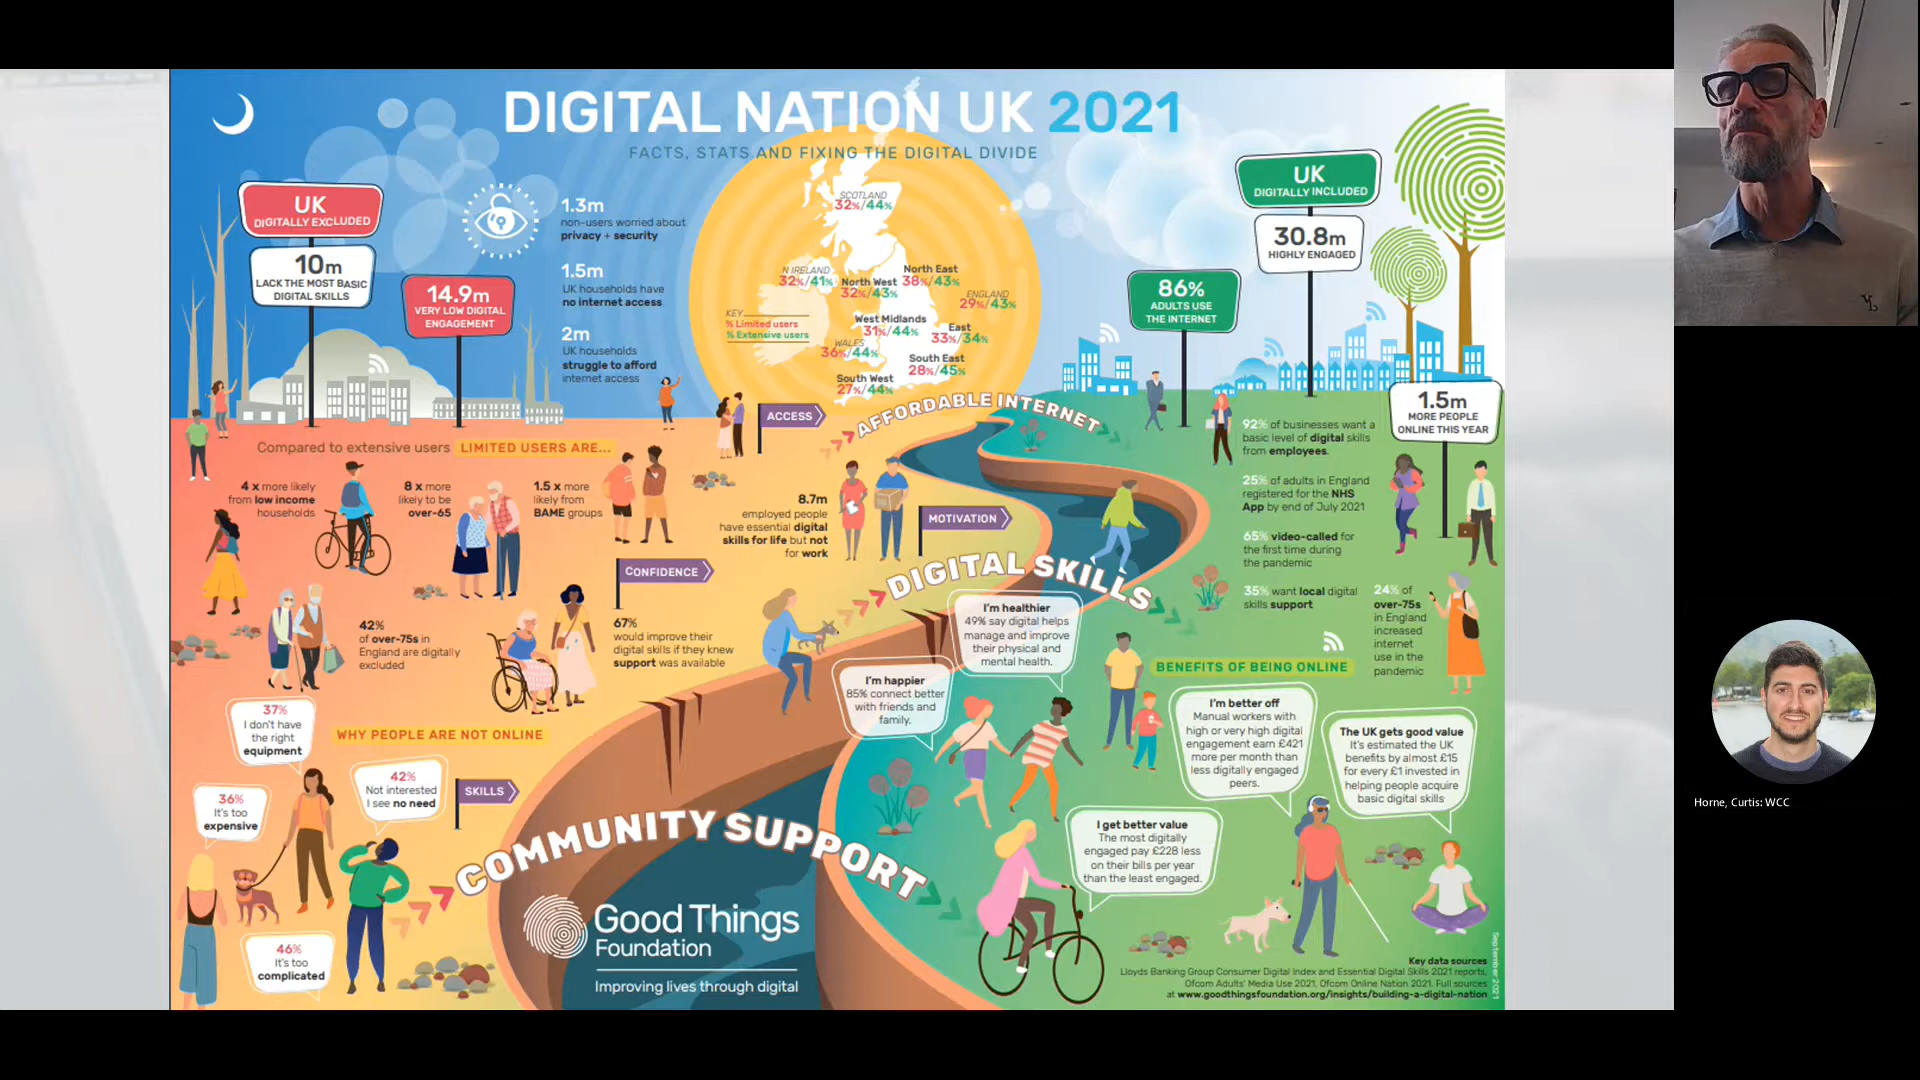 DIGITAL NATION UK 2021
FACTS, STATS AND FIXING THE DIGITAL DIVIDE
UK
DIGITALLY EXCLUDED
10m
LACK THE MOST BASIC
DIGITAL SKILLS
14.9m
VERY LOW DIGITAL
ENGAGEMENT
1.3m
non-users worried about
privacy + security
1.5m
UK households have
no internet access
2m
UK households
struggle to afford
internet access
SCOTLAND
32%/44%
N IRELAND
32%/41%
North East
38%/43%
North West
32%/43%
ENGLAND
29%/43%
KEY
% Limited users
% Extensive users
West Midlands
31%/44%
East
33%/34%
WALES
36%/44%
South East
28%/45%
South West
27%/44%
UK
DIGITALLY INCLUDED
30.8m
HIGHLY ENGAGED
86%
ADULTS USE
THE INTERNET
1.5m
MORE PEOPLE
ONLINE THIS YEAR
ACCESS
AFFORDABLE INTERNET
Compared to extensive users LIMITED USERS ARE...
4 x more likely
from low income
households
8 x more
likely to be
over-65
1.5 x more
likely from
BAME groups
8.7m
employed people
have essential digital
skills for life but not
for work
MOTIVATION
CONFIDENCE
DIGITAL SKILLS
42%
of over-75s in
England are digitally
excluded
67%
would improve their
digital skills if they knew
support was available
92% of businesses want a
basic level of digital skills
from employees.
25% of adults in England
registered for the NHS
App by end of July 2021
65% video-called for
the first time during
the pandemic
35% want local digital
skills support
24% of
over-75s
in England
increased
internet
use in the
pandemic
I'm healthier
49% say digital helps
manage and improve
their physical and
mental health.
I'm happier
85% connect better
with friends and
family.
BENEFITS OF BEING ONLINE
I'm better off
Manual workers with
high or very high digital
engagement earn £421
more per month than
less digitally engaged
peers.
The UK gets good value
It's estimated the UK
benefits by almost £15
for every £1 invested in
helping people acquire
basic digital skills
I get better value
The most digitally
engaged pay £228 less
on their bills per year
than the least engaged.
37%
I don't have
the right
equipment
WHY PEOPLE ARE NOT ONLINE
42%
Not interested
I see no need
36%
It's too
expensive
46%
It's too
complicated
SKILLS
COMMUNITY SUPPORT
Good Things
Foundation
Improving lives through digital
Key data sources
Lloyds Banking Group Consumer Digital Index and Essential Digital Skills 2021 reports,
Ofcom Adults' Media Use 2021, Ofcom Online Nation 2021. Full sources
at www.goodthingsfoundation.org/insights/building-a-digital-nation
September 2021
Horne, Curtis: WCC